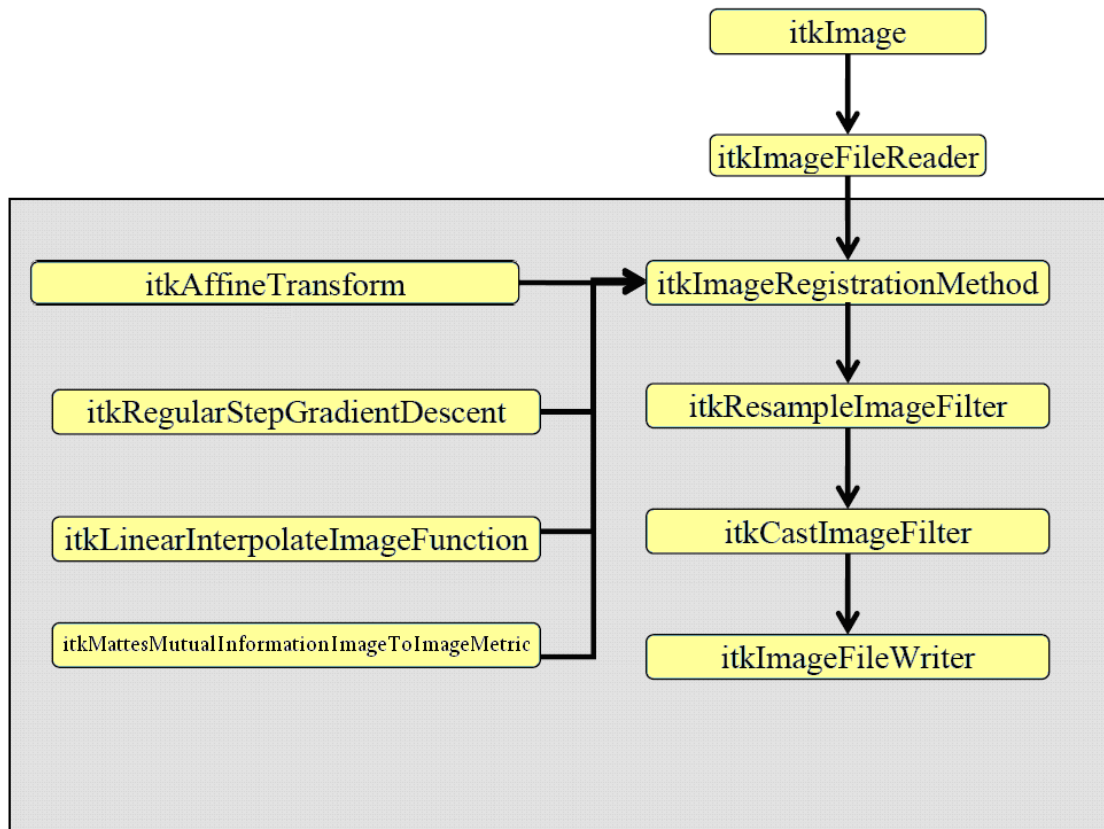 itkImage
itkImageFileReader
itkAffineTransform
itkImageRegistrationMethod
itkRegularStepGradientDescent
itkResampleImageFilter
itkLinearInterpolateImageFunction
itkCastImageFilter
itkMattesMutualInformationImageToImageMetric
itkImageFileWriter